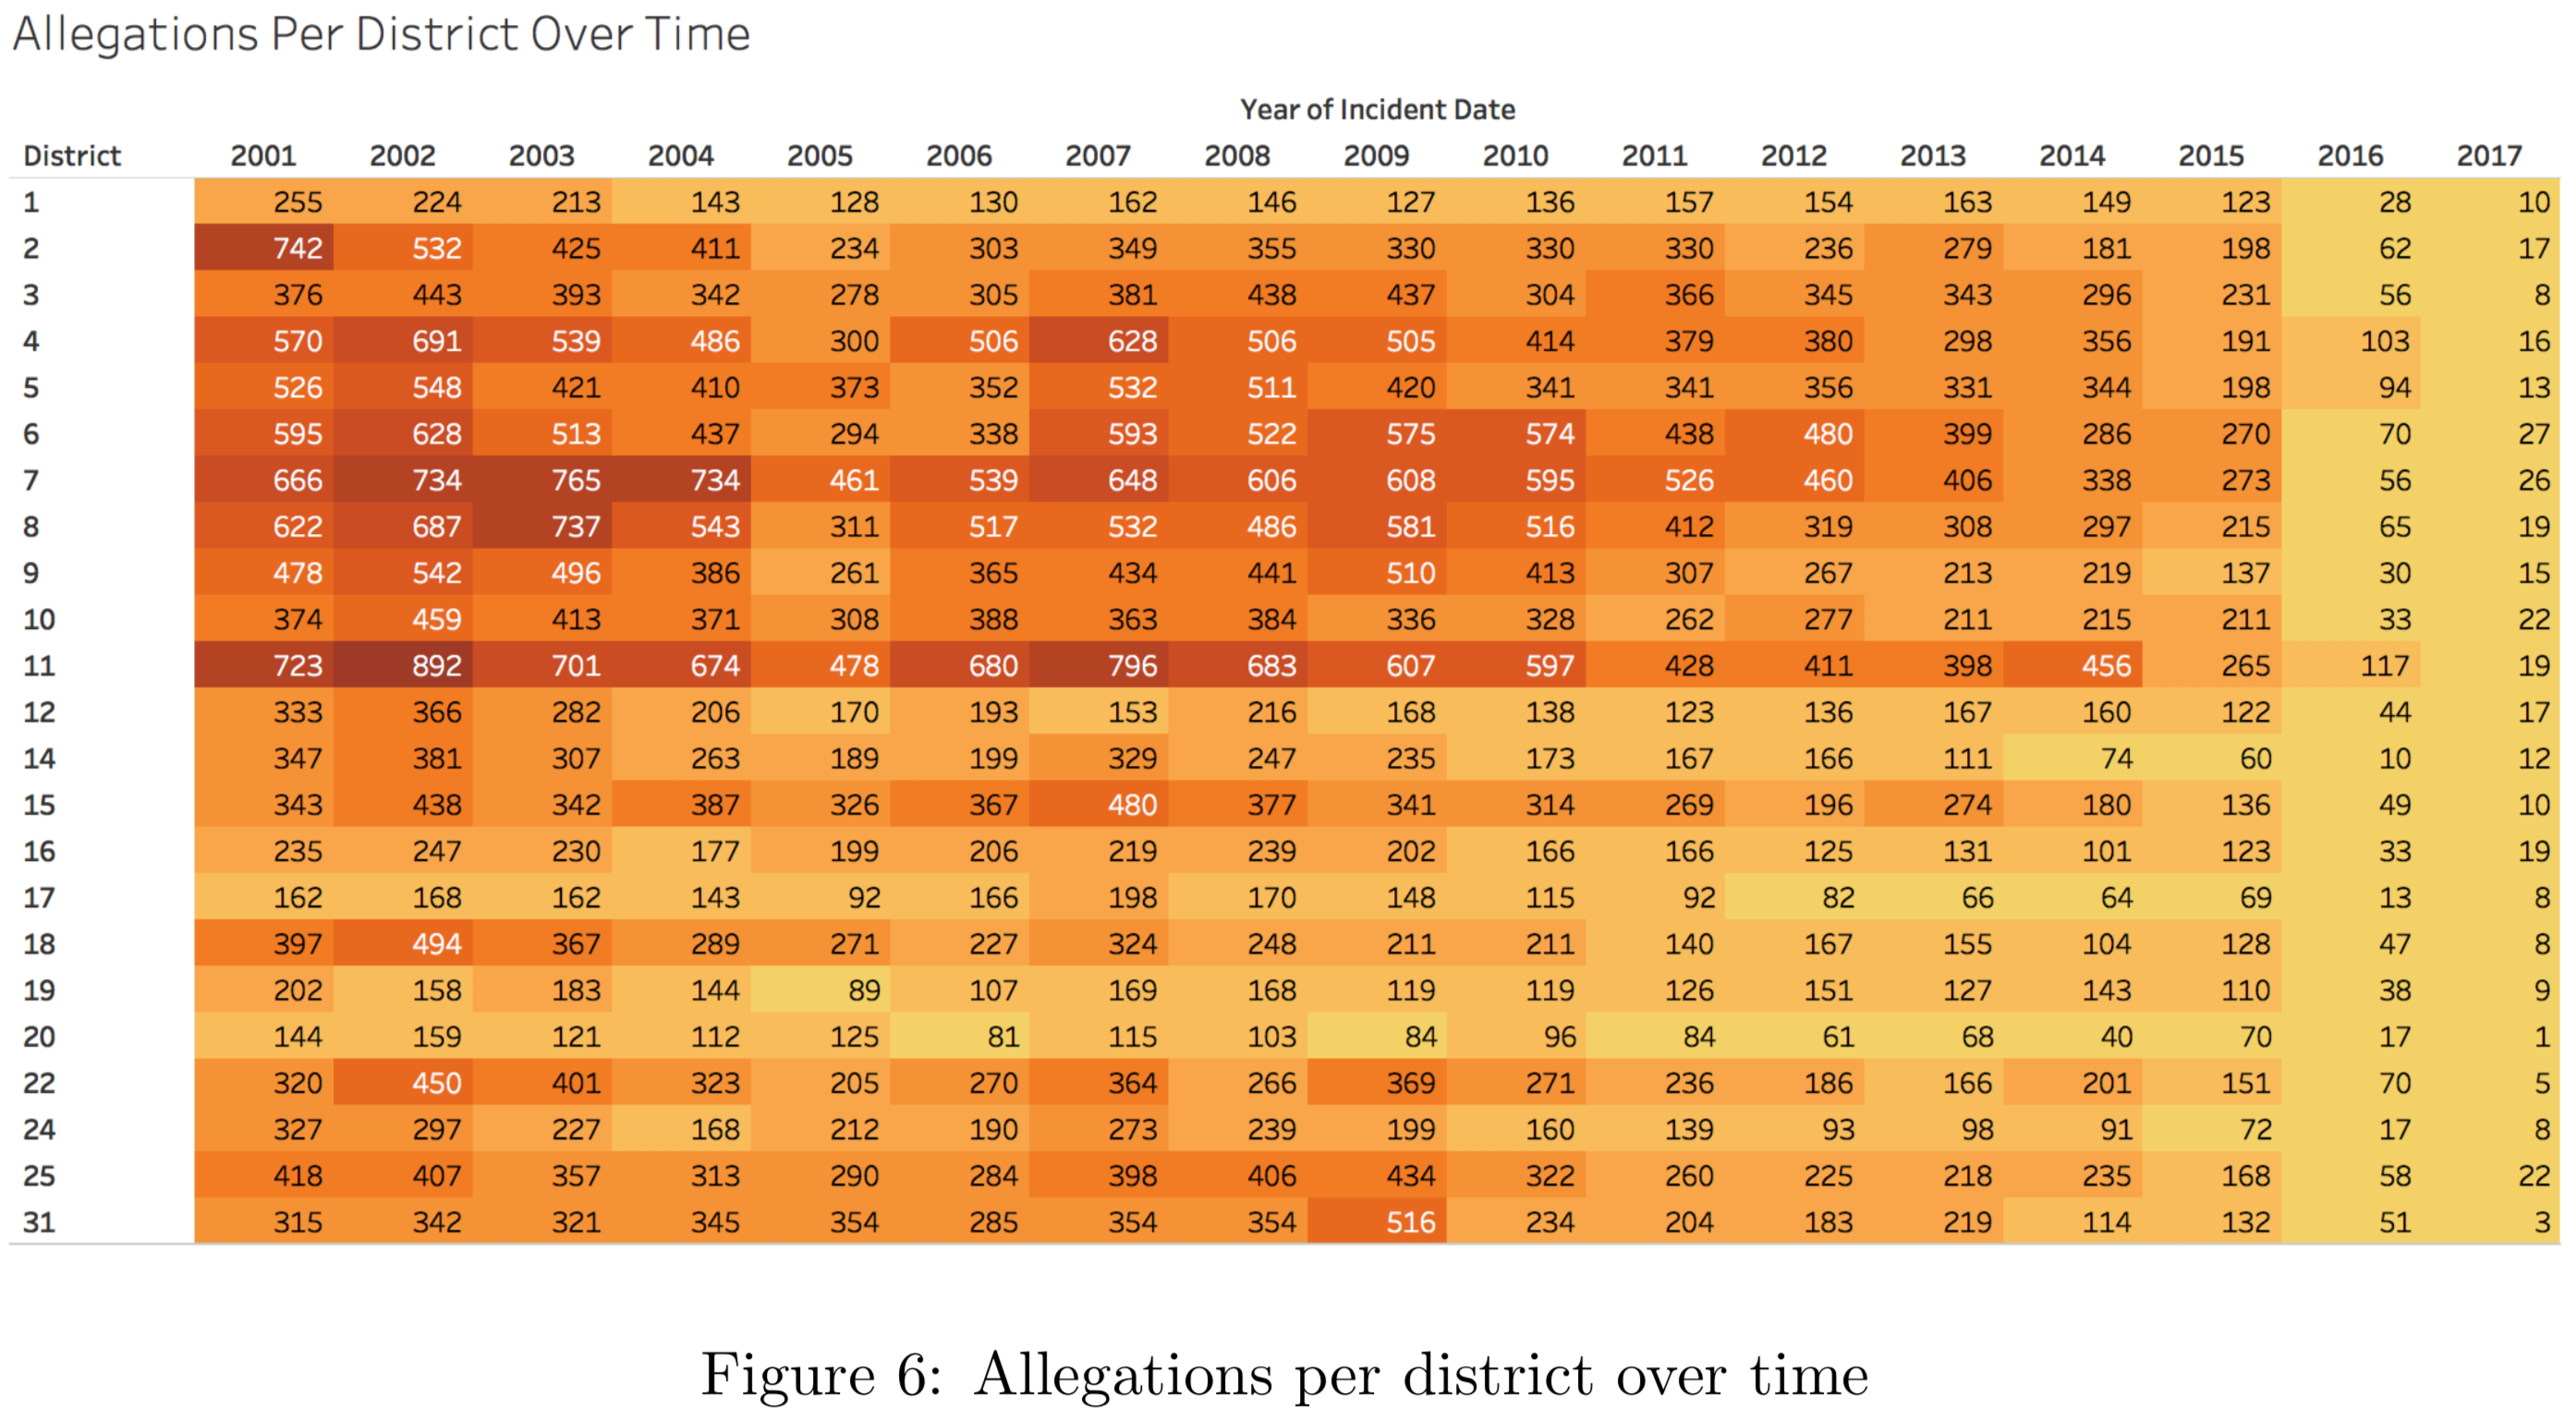 Allegations Per District Over Time
Year of Incident Date
District 2001 2002 2003 2004 2005 2006 2007 2008 2009 2010 2011 2012 2013 2014 2015 2016 2017
1 255 224 213 143 128 130 162 146 127 136 157 154 163 149 123 28 10
2 742 532 425 411 234 303 349 355 330 330 330 236 279 181 198 62 17
3 376 443 393 342 278 305 381 438 437 304 366 345 343 296 231 56 8
4 570 691 539 486 300 506 628 506 505 414 379 380 298 356 191 103 16
5 526 548 421 410 373 352 532 511 420 341 341 356 331 344 198 94 13
6 595 628 513 437 294 338 593 522 575 574 438 480 399 286 270 70 27
7 666 734 765 734 461 539 648 606 608 595 526 460 406 338 273 56 26
8 622 687 737 543 311 517 532 486 581 516 412 319 308 297 215 65 19
9 478 542 496 386 261 365 434 441 510 413 307 267 213 219 137 30 15
10 374 459 413 371 308 388 363 384 336 328 262 277 211 215 211 33 22
11 723 892 701 674 478 680 796 683 607 597 428 411 398 456 265 117 19
12 333 366 282 206 170 193 153 216 168 138 123 136 167 160 122 44 17
14 347 381 307 263 189 199 329 247 235 173 167 166 111 74 60 10 12
15 343 438 342 387 326 367 480 377 341 314 269 196 274 180 136 49 10
16 235 247 230 177 199 206 219 239 202 166 166 125 131 101 123 33 19
17 162 168 162 143 92 166 198 170 148 115 92 82 66 64 69 13 8
18 397 494 367 289 271 227 324 248 211 211 140 167 155 104 128 47 8
19 202 158 183 144 89 107 169 168 119 119 126 151 127 143 110 38 9
20 144 159 121 112 125 81 115 103 84 96 84 61 68 40 70 17 1
22 320 450 401 323 205 270 364 266 369 271 236 186 166 201 151 70 5
24 327 297 227 168 212 190 273 239 199 160 139 93 98 91 72 17 8
25 418 407 357 313 290 284 398 406 434 322 260 225 218 235 168 58 22
31 315 342 321 345 354 285 354 354 516 234 204 183 219 114 132 51 3
Figure 6: Allegations per district over time